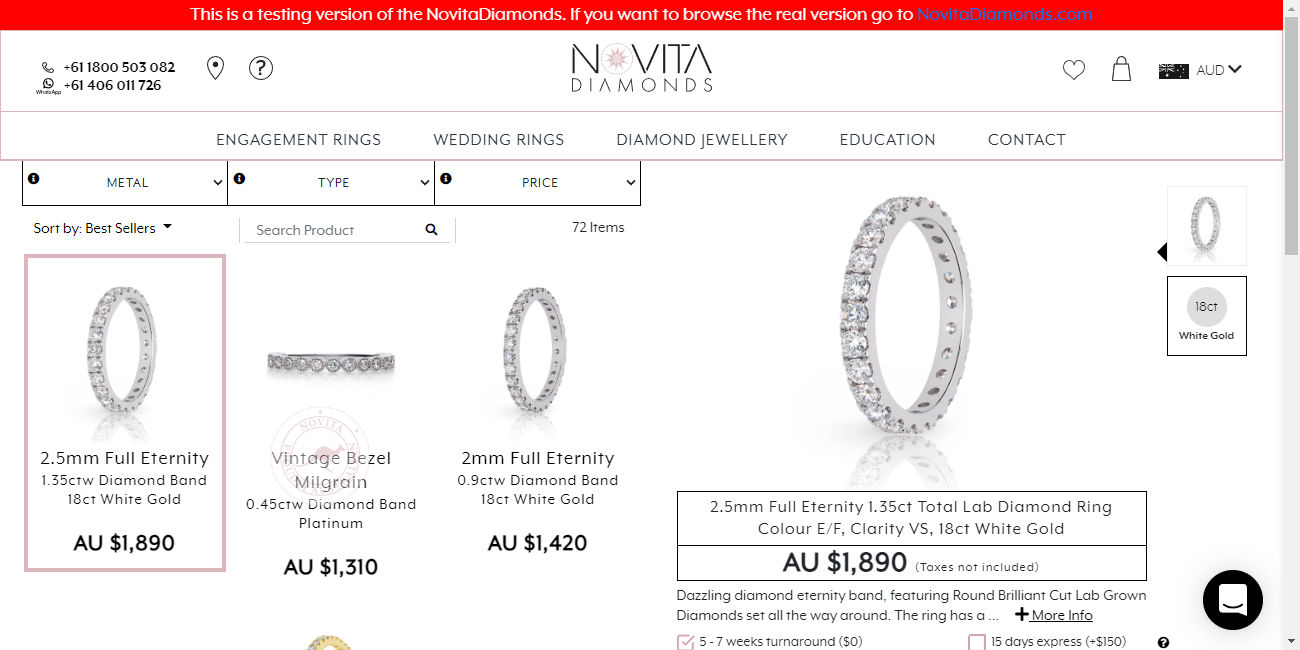 This is a testing version of the NovitaDiamonds. If you want to browse the real version go to NovitaDiamonds.com
+61 1800 503 082
WhatsApp
+61 406 011 726
?
NOVITA
DIAMONDS
AUD
ENGAGEMENT RINGS
WEDDING RINGS
DIAMOND JEWELLERY
EDUCATION
CONTACT
METAL
TYPE
PRICE
Sort by: Best Sellers
Search Product
72 Items
2.5mm Full Eternity
1.35ctw Diamond Band
18ct White Gold
AU $1,890
NOVITA
Vintage Bezel
Milgrain
0.45ctw Diamond Band
Platinum
AU $1,310
2mm Full Eternity
0.9ctw Diamond Band
18ct White Gold
AU $1,420
18ct
White Gold
2.5mm Full Eternity 1.35ct Total Lab Diamond Ring
Colour E/F, Clarity VS, 18ct White Gold
AU $1,890 (Taxes not included)
Dazzling diamond eternity band, featuring Round Brilliant Cut Lab Grown
Diamonds set all the way around. The ring has a ... More Info
5 - 7 weeks turnaround ($0)
15 days express (+$150)
?